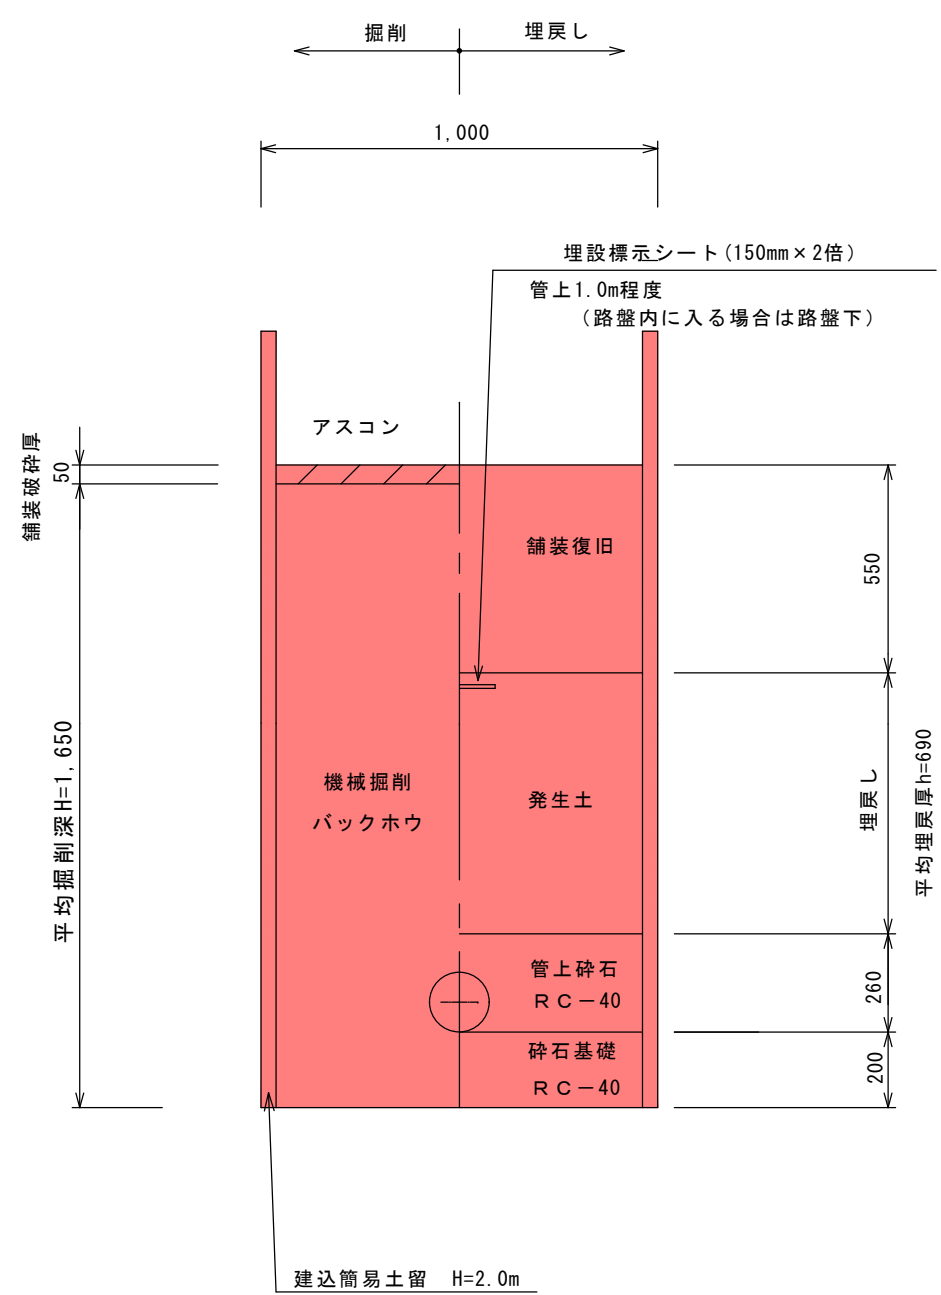 掘削
埋戻し
1,000
埋設標示シート(150mm×2倍)
管上1.0m程度
(路盤内に入る場合は路盤下)
アスコン
舗装破砕厚
50
舗装復旧
550
平均掘削深H=1,650
機械掘削
バックホウ
発生土
埋戻し
平均埋戻厚h=690
管上砕石
RC-40
260
砕石基礎
RC-40
200
建込簡易土留 H=2.0m